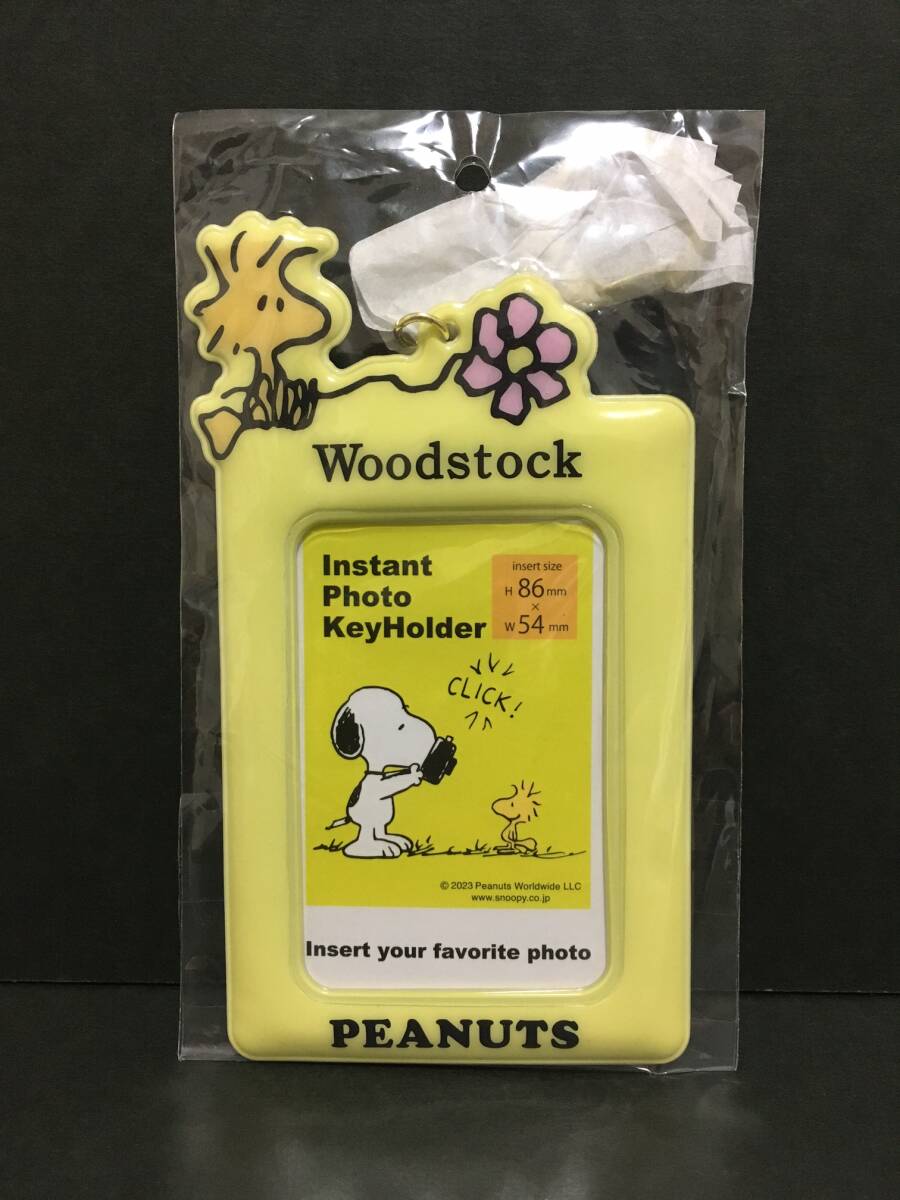 Woodstock
Instant
Photo
KeyHolder
insert size
H 86 mm
×
W 54 mm
CLICK!
© 2023 Peanuts Worldwide LLC
www.snoopy.co.jp
Insert your favorite photo
PEANUTS